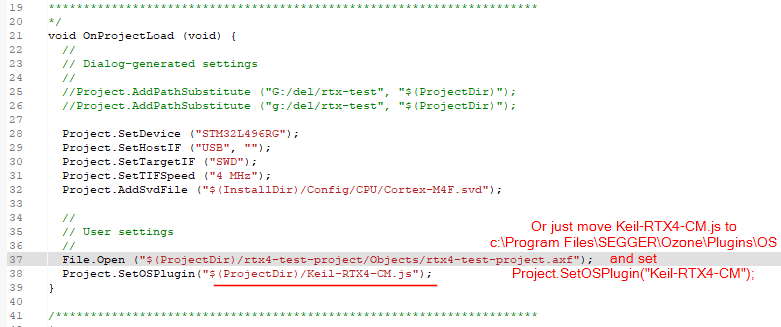 19 ***********************************************************************
20 */
21 void OnProjectLoad (void) {
22 //
23 // Dialog-generated settings
24 //
25 //Project.AddPathSubstitute ("G:/del/rtx-test", "$(ProjectDir)");
26 //Project.AddPathSubstitute ("g:/del/rtx-test", "$(ProjectDir)");
27
28 Project.SetDevice ("STM32L496RG");
29 Project.SetHostIF ("USB", "");
30 Project.SetTargetIF ("SWD");
31 Project.SetTIFSpeed ("4 MHz");
32 Project.AddSvdFile ("$(InstallDir)/Config/CPU/Cortex-M4F.svd");
33
34 //
35 // User settings
36 //
37 File.Open ("$(ProjectDir)/rtx4-test-project/Objects/rtx4-test-project.axf");
38 Project.SetOSPlugin("$(ProjectDir)/Keil-RTX4-CM.js");
39 }
40
41 /***********************************************************************
Or just move Keil-RTX4-CM.js to
c:\Program Files\SEGGER\Ozone\Plugins\OS
and set
Project.SetOSPlugin("Keil-RTX4-CM");